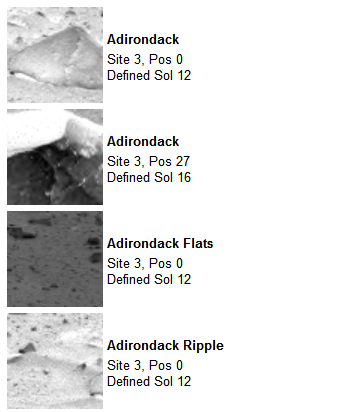 Adirondack
Site 3, Pos 0
Defined Sol 12
Adirondack
Site 3, Pos 27
Defined Sol 16
Adirondack Flats
Site 3, Pos 0
Defined Sol 12
Adirondack Ripple
Site 3, Pos 0
Defined Sol 12